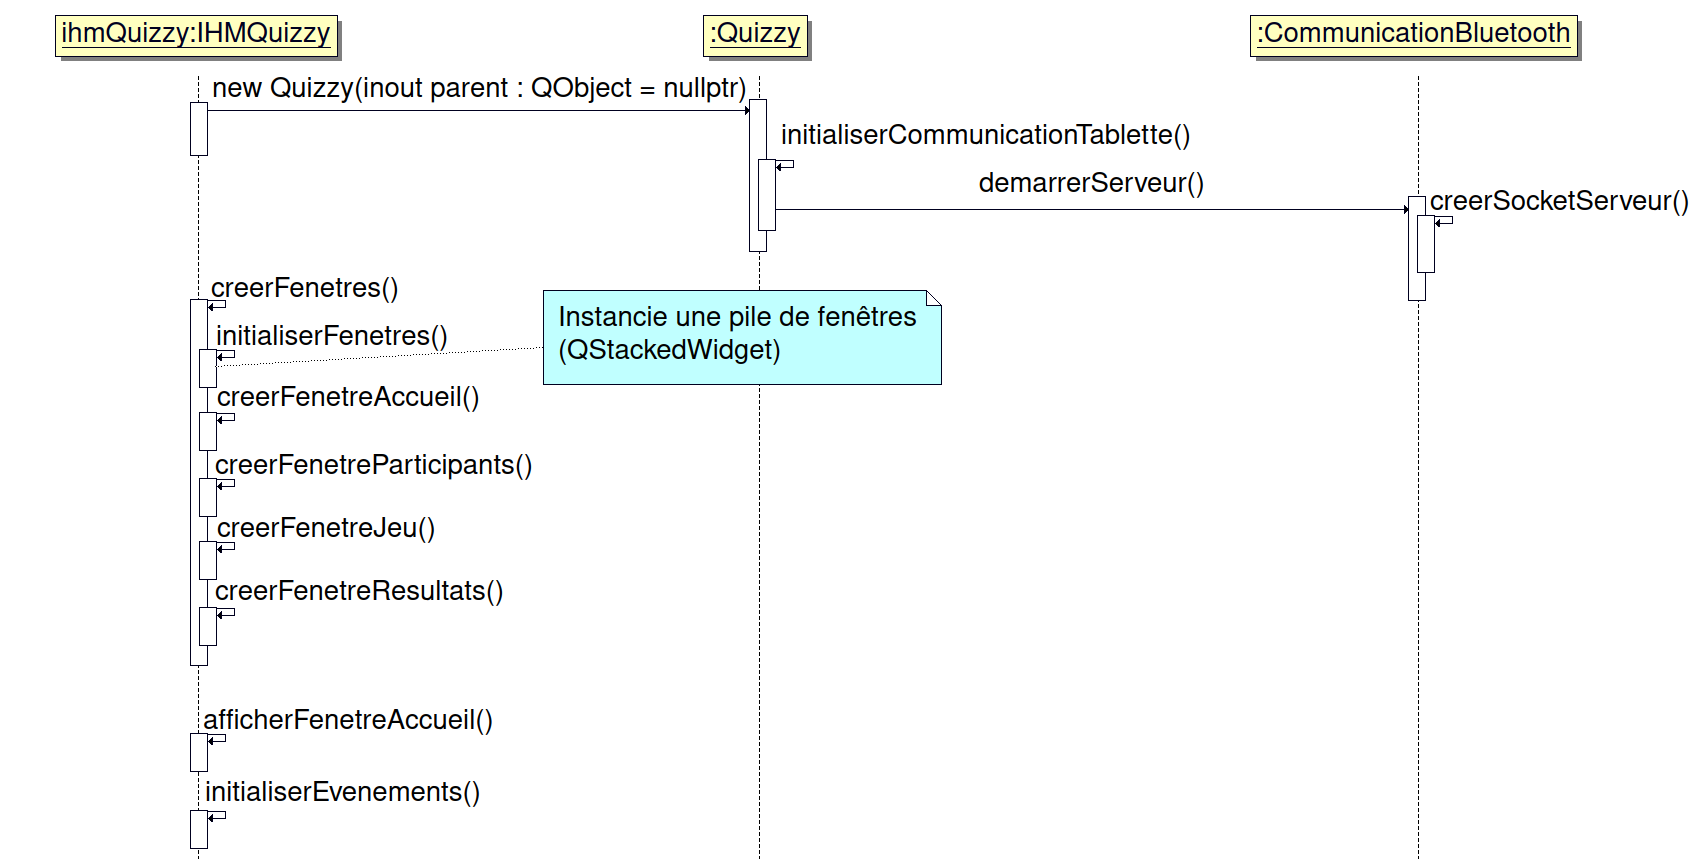 ihmQuizzy:IHMQuizzy
:Quizzy
:CommunicationBluetooth
new Quizzy(inout parent : QObject = nullptr)
initialiserCommunicationTablette()
demarrerServeur()
creerSocketServeur()
creerFenetres()
initialiserFenetres()
Instancie une pile de fenêtres
(QStackedWidget)
creerFenetreAccueil()
creerFenetreParticipants()
creerFenetreJeu()
creerFenetreResultats()
afficherFenetreAccueil()
initialiserEvenements()